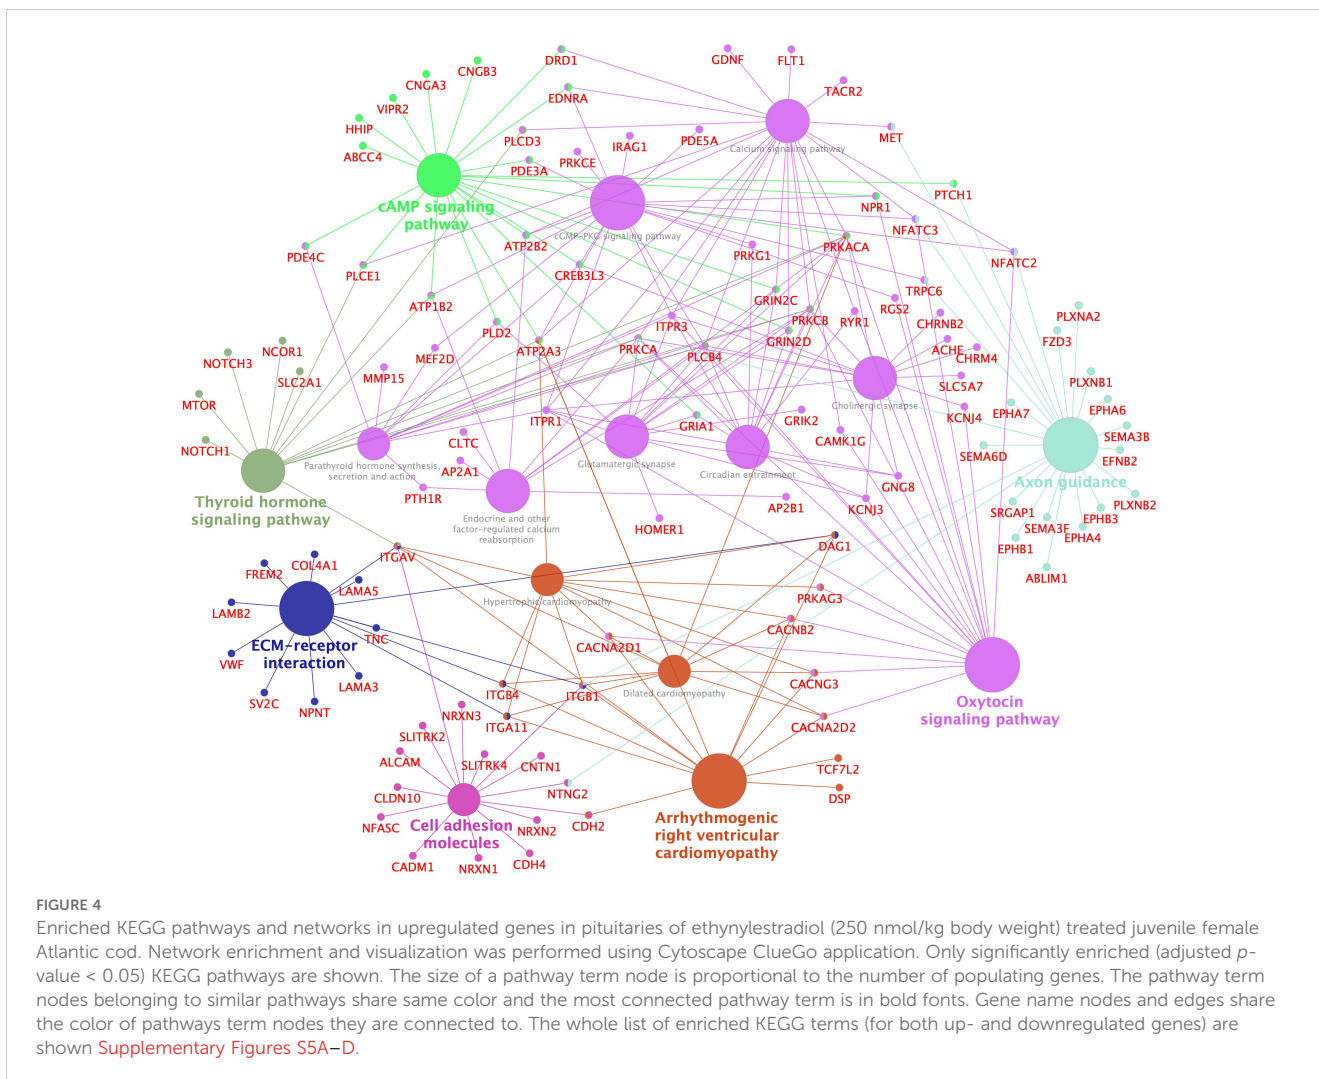 DRD1
GDNF
FLT1
CNGB3
CNGA3
EDNRA
TACR2
VIPR2
HHIP
ABCC4
PLCD3
IRAG1
PDE5A
Calcium signaling pathway
MET
PDE3A
PRKCE
cAMP signaling
pathway
PTCH1
NPR1
NFATC3
cGMP-PKG signaling pathway
PDE4C
ATP2B2
PRKG1
PRKACA
NFATC2
PLCE1
CREB3L3
TRPC6
ATP1B2
GRIN2C
RGS2
PLXNA2
PLD2
ITPR3
PRKCB
RYR1
CHRNB2
FZD3
NOTCH3
NCOR1
MEF2D
ATP2A3
PRKCA
PLCB4
GRIN2D
ACHE
CHRM4
SLC2A1
MMP15
SLC5A7
PLXNB1
MTOR
Cholinergic synapse
KCNJ4
EPHA7
EPHA6
NOTCH1
ITPR1
GRIA1
GRIK2
CAMK1G
SEMA3B
CLTC
Parathyroid hormone synthesis,
secretion and action
AP2A1
Glutamatergic synapse
Circadian entrainment
SEMA6D
EFNB2
Axon guidance
Thyroid hormone
signaling pathway
PTH1R
GNG8
AP2B1
KCNJ3
PLXNB2
SRGAP1
SEMA3F
EPHB3
EPHA4
Endocrine and other
factor-regulated calcium
reabsorption
HOMER1
EPHB1
DAG1
ITGAV
COL4A1
FREM2
ABLIM1
LAMA5
Hypertrophic cardiomyopathy
PRKAG3
LAMB2
TNC
CACNB2
ECM-receptor
interaction
CACNA2D1
VWF
LAMA3
Dilated cardiomyopathy
CACNG3
SV2C
NPNT
ITGB4
ITGB1
Oxytocin
signaling pathway
NRXN3
ITGA11
CACNA2D2
SLITRK2
ALCAM
SLITRK4
CNTN1
TCF7L2
CLDN10
NTNG2
DSP
NFASC
Cell adhesion
molecules
NRXN2
CDH2
Arrhythmogenic
right ventricular
cardiomyopathy
CADM1
NRXN1
CDH4
FIGURE 4
Enriched KEGG pathways and networks in upregulated genes in pituitaries of ethynylestradiol (250 nmol/kg body weight) treated juvenile female
Atlantic cod. Network enrichment and visualization was performed using Cytoscape ClueGo application. Only significantly enriched (adjusted p-
value < 0.05) KEGG pathways are shown. The size of a pathway term node is proportional to the number of populating genes. The pathway term
nodes belonging to similar pathways share same color and the most connected pathway term is in bold fonts. Gene name nodes and edges share
the color of pathways term nodes they are connected to. The whole list of enriched KEGG terms (for both up- and downregulated genes) are
shown Supplementary Figures S5A–D.